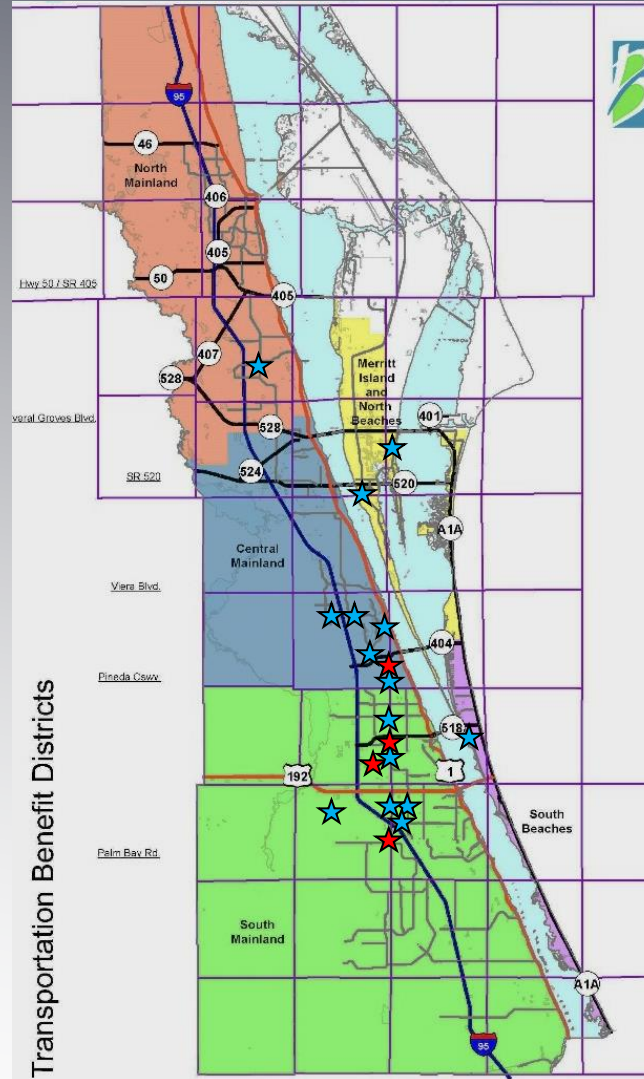 95
46
North
Mainland
406
405
Hwy 50 / SR 405
50
405
407
Merritt
Island
and
North
Beaches
528
401
528
524
SR 520
520
A1A
Central
Mainland
Viera Blvd.
404
Pineda Cswy.
518
192
1
South
Beaches
Palm Bay Rd.
South
Mainland
A1A
95
Transportation Benefit Districts